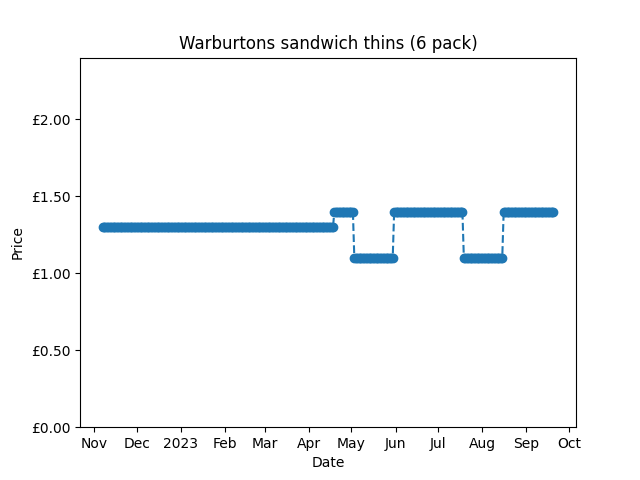 Warburtons sandwich thins (6 pack)
£2.00
£1.50
£1.00
£0.50
£0.00
Price
Nov Dec 2023 Feb Mar Apr May Jun Jul Aug Sep Oct
Date